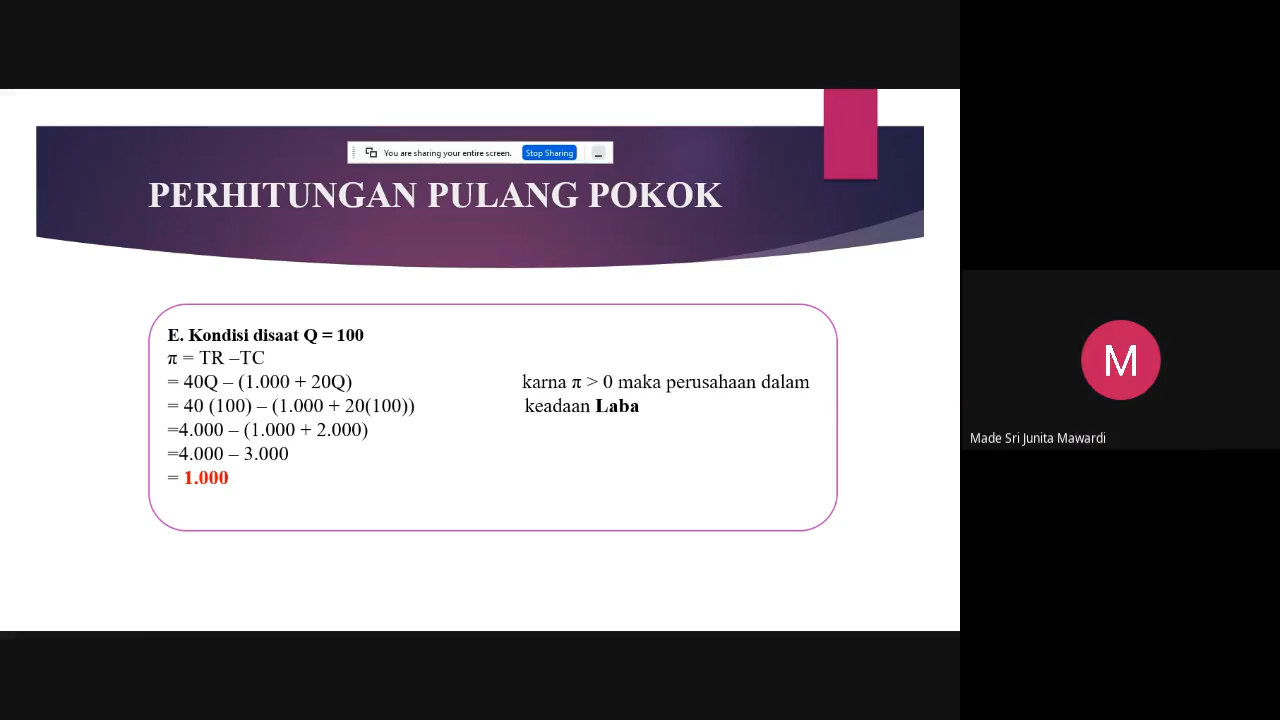 You are sharing your entire screen.
Stop Sharing
PERHITUNGAN PULANG POKOK
E. Kondisi disaat Q = 100
π = TR –TC
= 40Q – (1.000 + 20Q)
karna π > 0 maka perusahaan dalam
= 40 (100) – (1.000 + 20(100))
keadaan Laba
=4.000 – (1.000 + 2.000)
=4.000 – 3.000
= 1.000
M
Made Sri Junita Mawardi